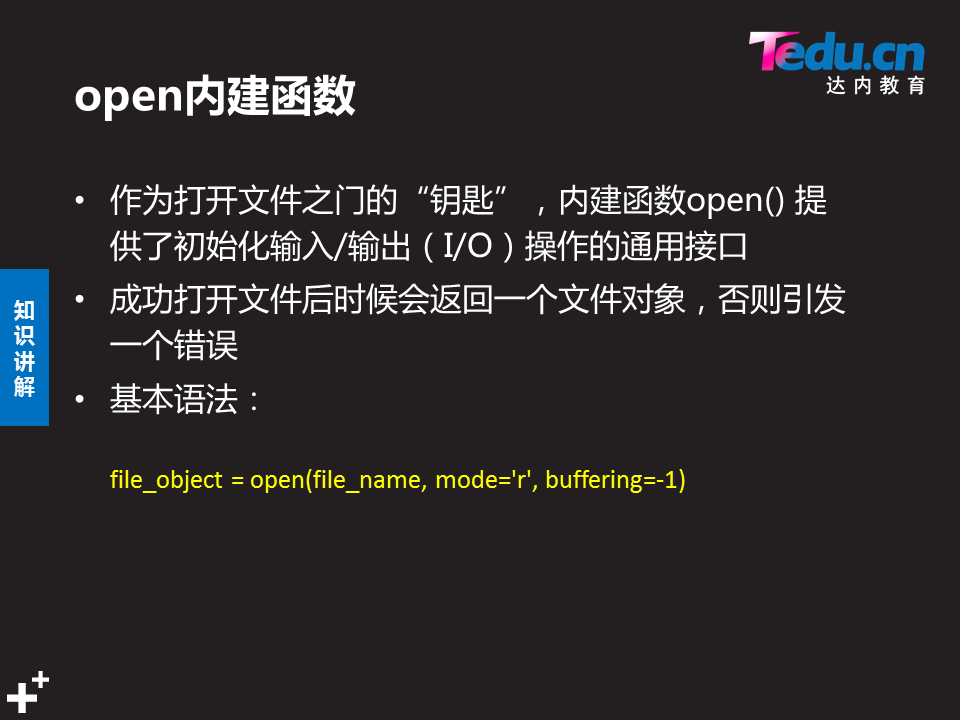 Tedu.cn
达内教育
open内建函数
• 作为打开文件之门的“钥匙”，内建函数open() 提
供了初始化输入/输出（I/O）操作的通用接口
• 成功打开文件后时候会返回一个文件对象，否则引发
一个错误
• 基本语法：
file_object = open(file_name, mode='r', buffering=-1)
知
识
讲
解